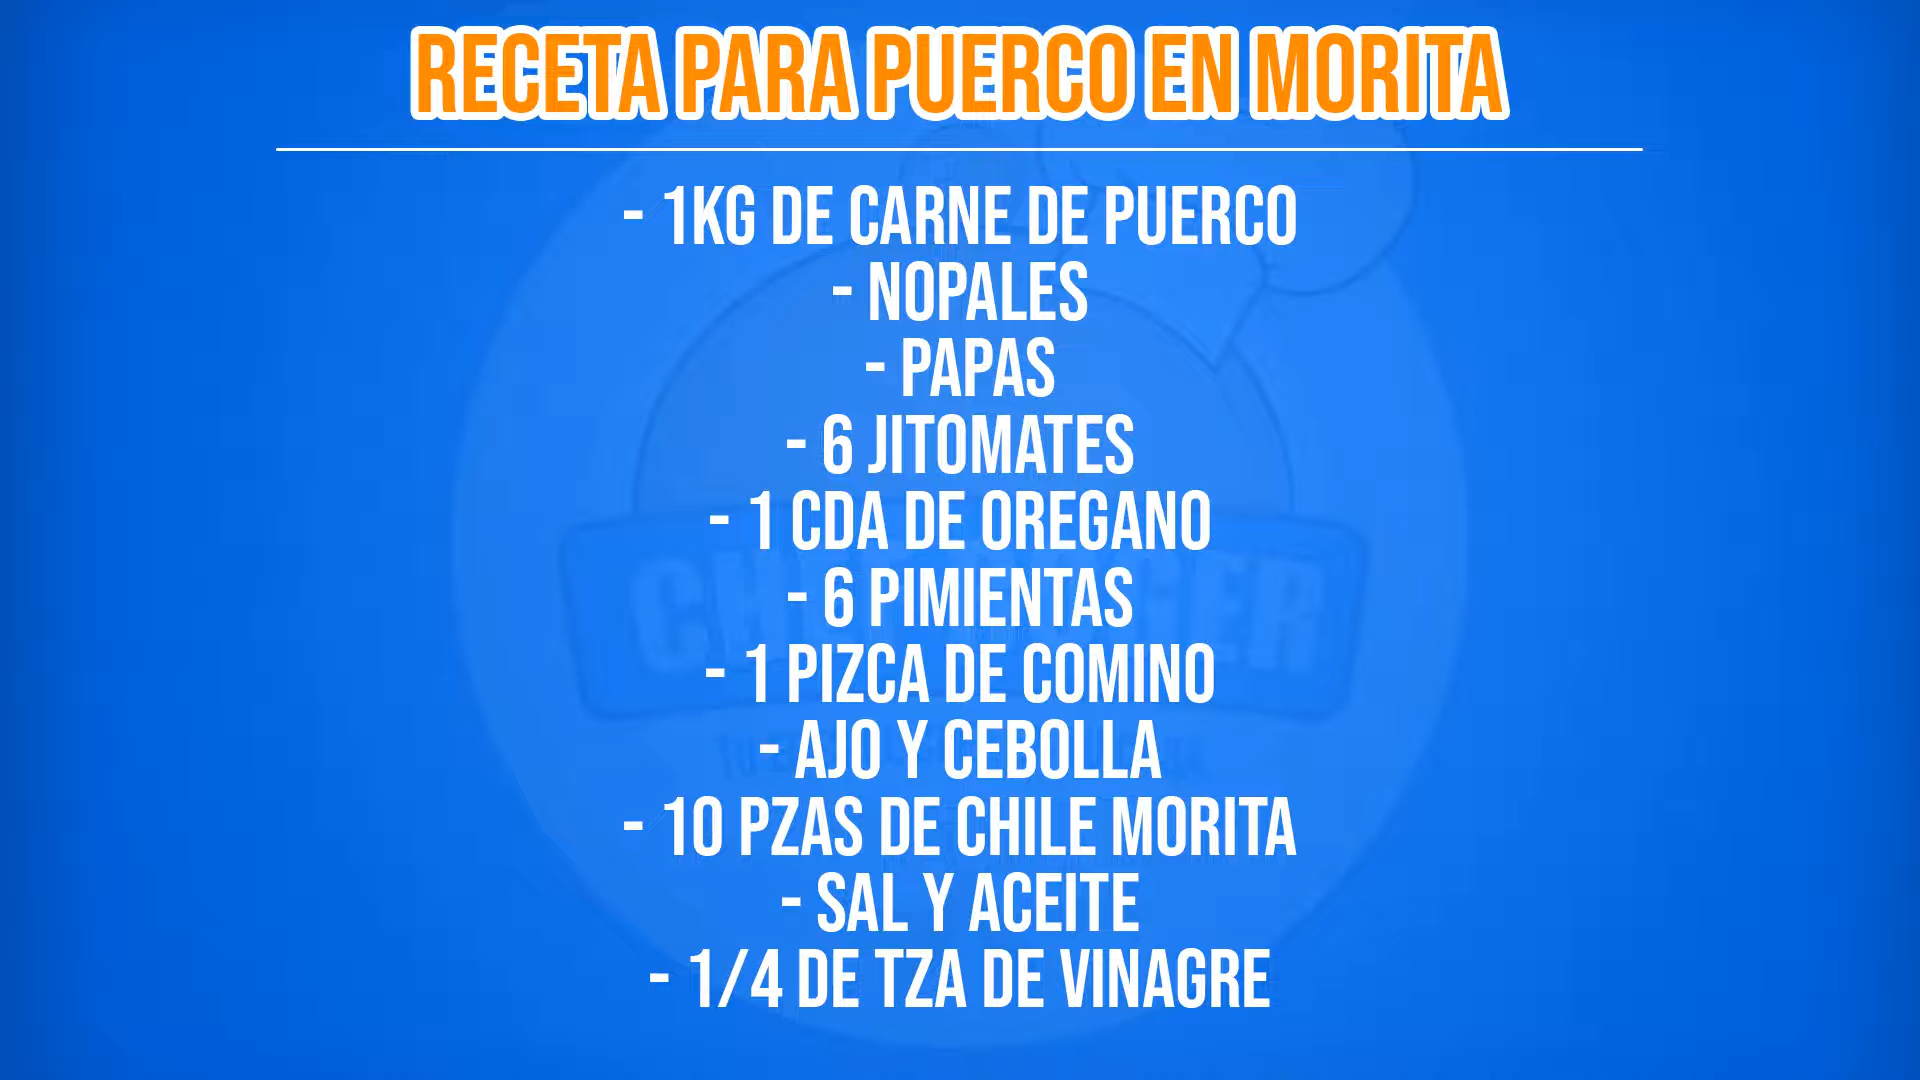 RECETA PARA PUERCO EN MORITA
- 1KG DE CARNE DE PUERCO
- NOPALES
- PAPAS
- 6 JITOMATES
- 1 CDA DE OREGANO
- 6 PIMIENTAS
- 1 PIZCA DE COMINO
- AJO Y CEBOLLA
- 10 PZAS DE CHILE MORITA
- SAL Y ACEITE
- 1/4 DE TZA DE VINAGRE